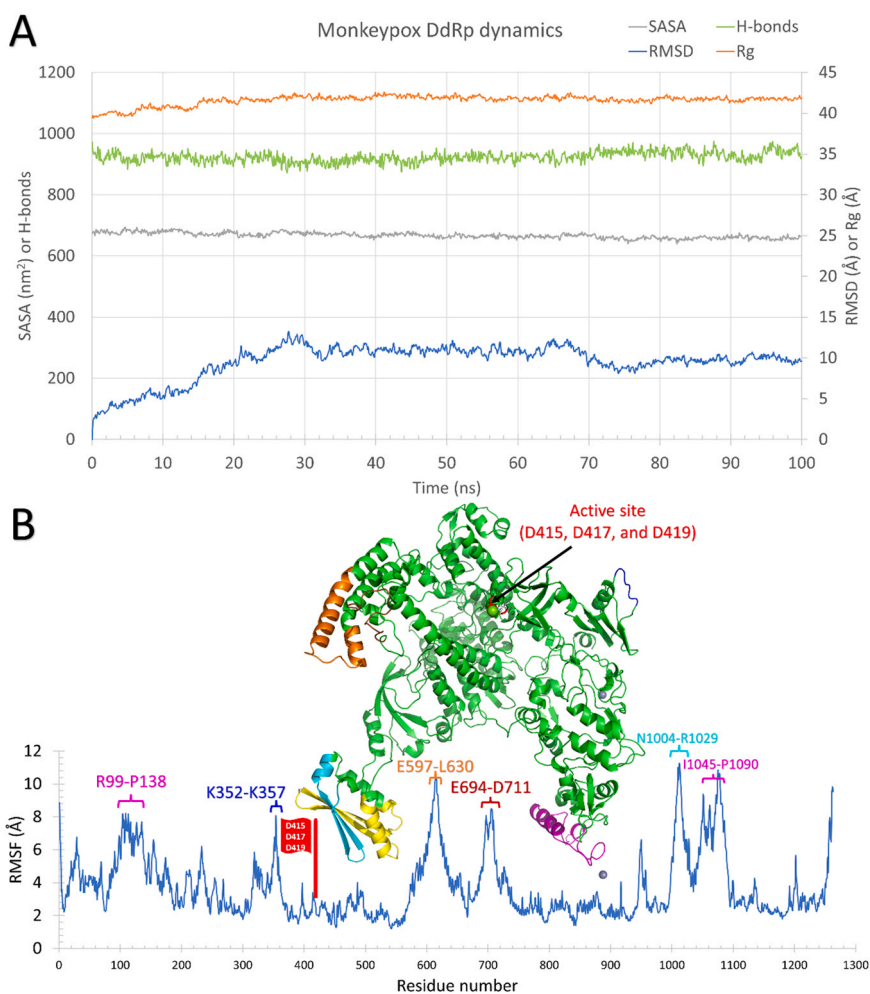 A
Monkeypox DdRp dynamics
SASA
H-bonds
RMSD
Rg
1200
1000
800
600
400
200
0
SASA (nm²) or H-bonds
45
40
35
30
25
20
15
10
5
0
RMSD (Å) or Rg (Å)
0 10 20 30 40 50 60 70 80 90 100
Time (ns)
B
Active site
(D415, D417, and D419)
R99-P138
K352-K357
D415
D417
D419
E597-L630
E694-D711
N1004-R1029
I1045-P1090
12
10
8
6
4
2
0
RMSF (Å)
0 100 200 300 400 500 600 700 800 900 1000 1100 1200 1300
Residue number